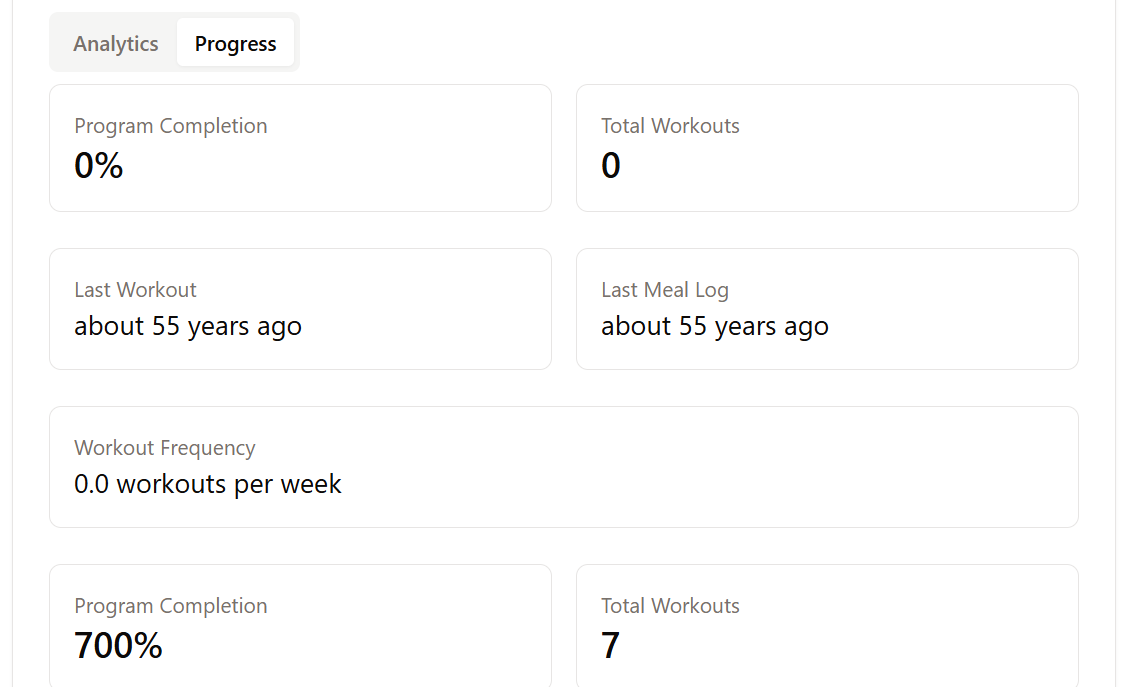 Analytics Progress
Program Completion Total Workouts
0% 0
Last Workout Last Meal Log
about 55 years ago about 55 years ago
Workout Frequency
0.0 workouts per week
Program Completion Total Workouts
700% 7